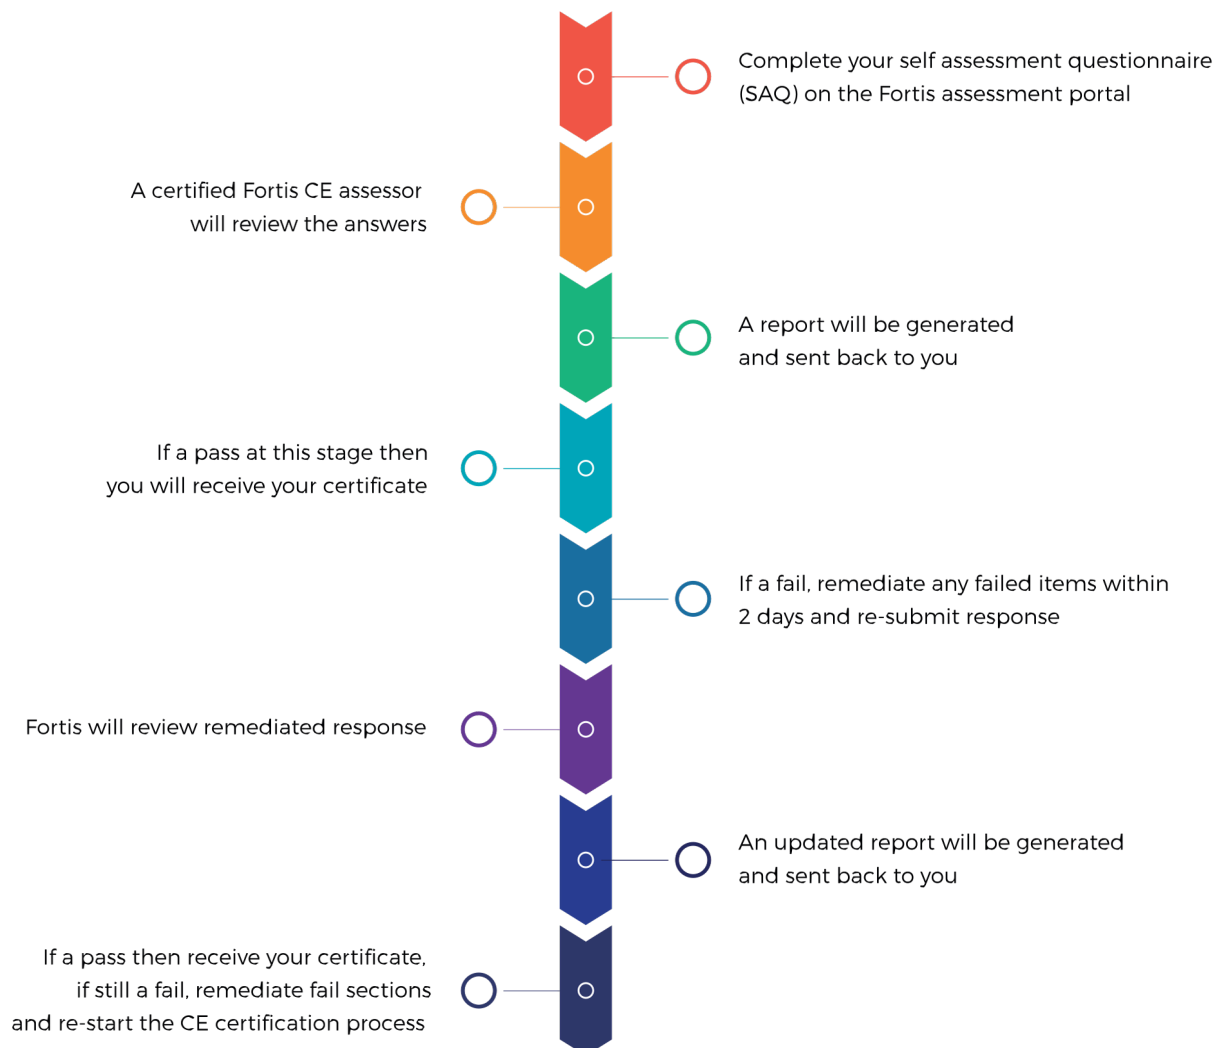 Complete your self assessment questionnaire
(SAQ) on the Fortis assessment portal
A certified Fortis CE assessor
will review the answers
A report will be generated
and sent back to you
If a pass at this stage then
you will receive your certificate
If a fail, remediate any failed items within
2 days and re-submit response
Fortis will review remediated response
An updated report will be generated
and sent back to you
If a pass then receive your certificate,
if still a fail, remediate fail sections
and re-start the CE certification process